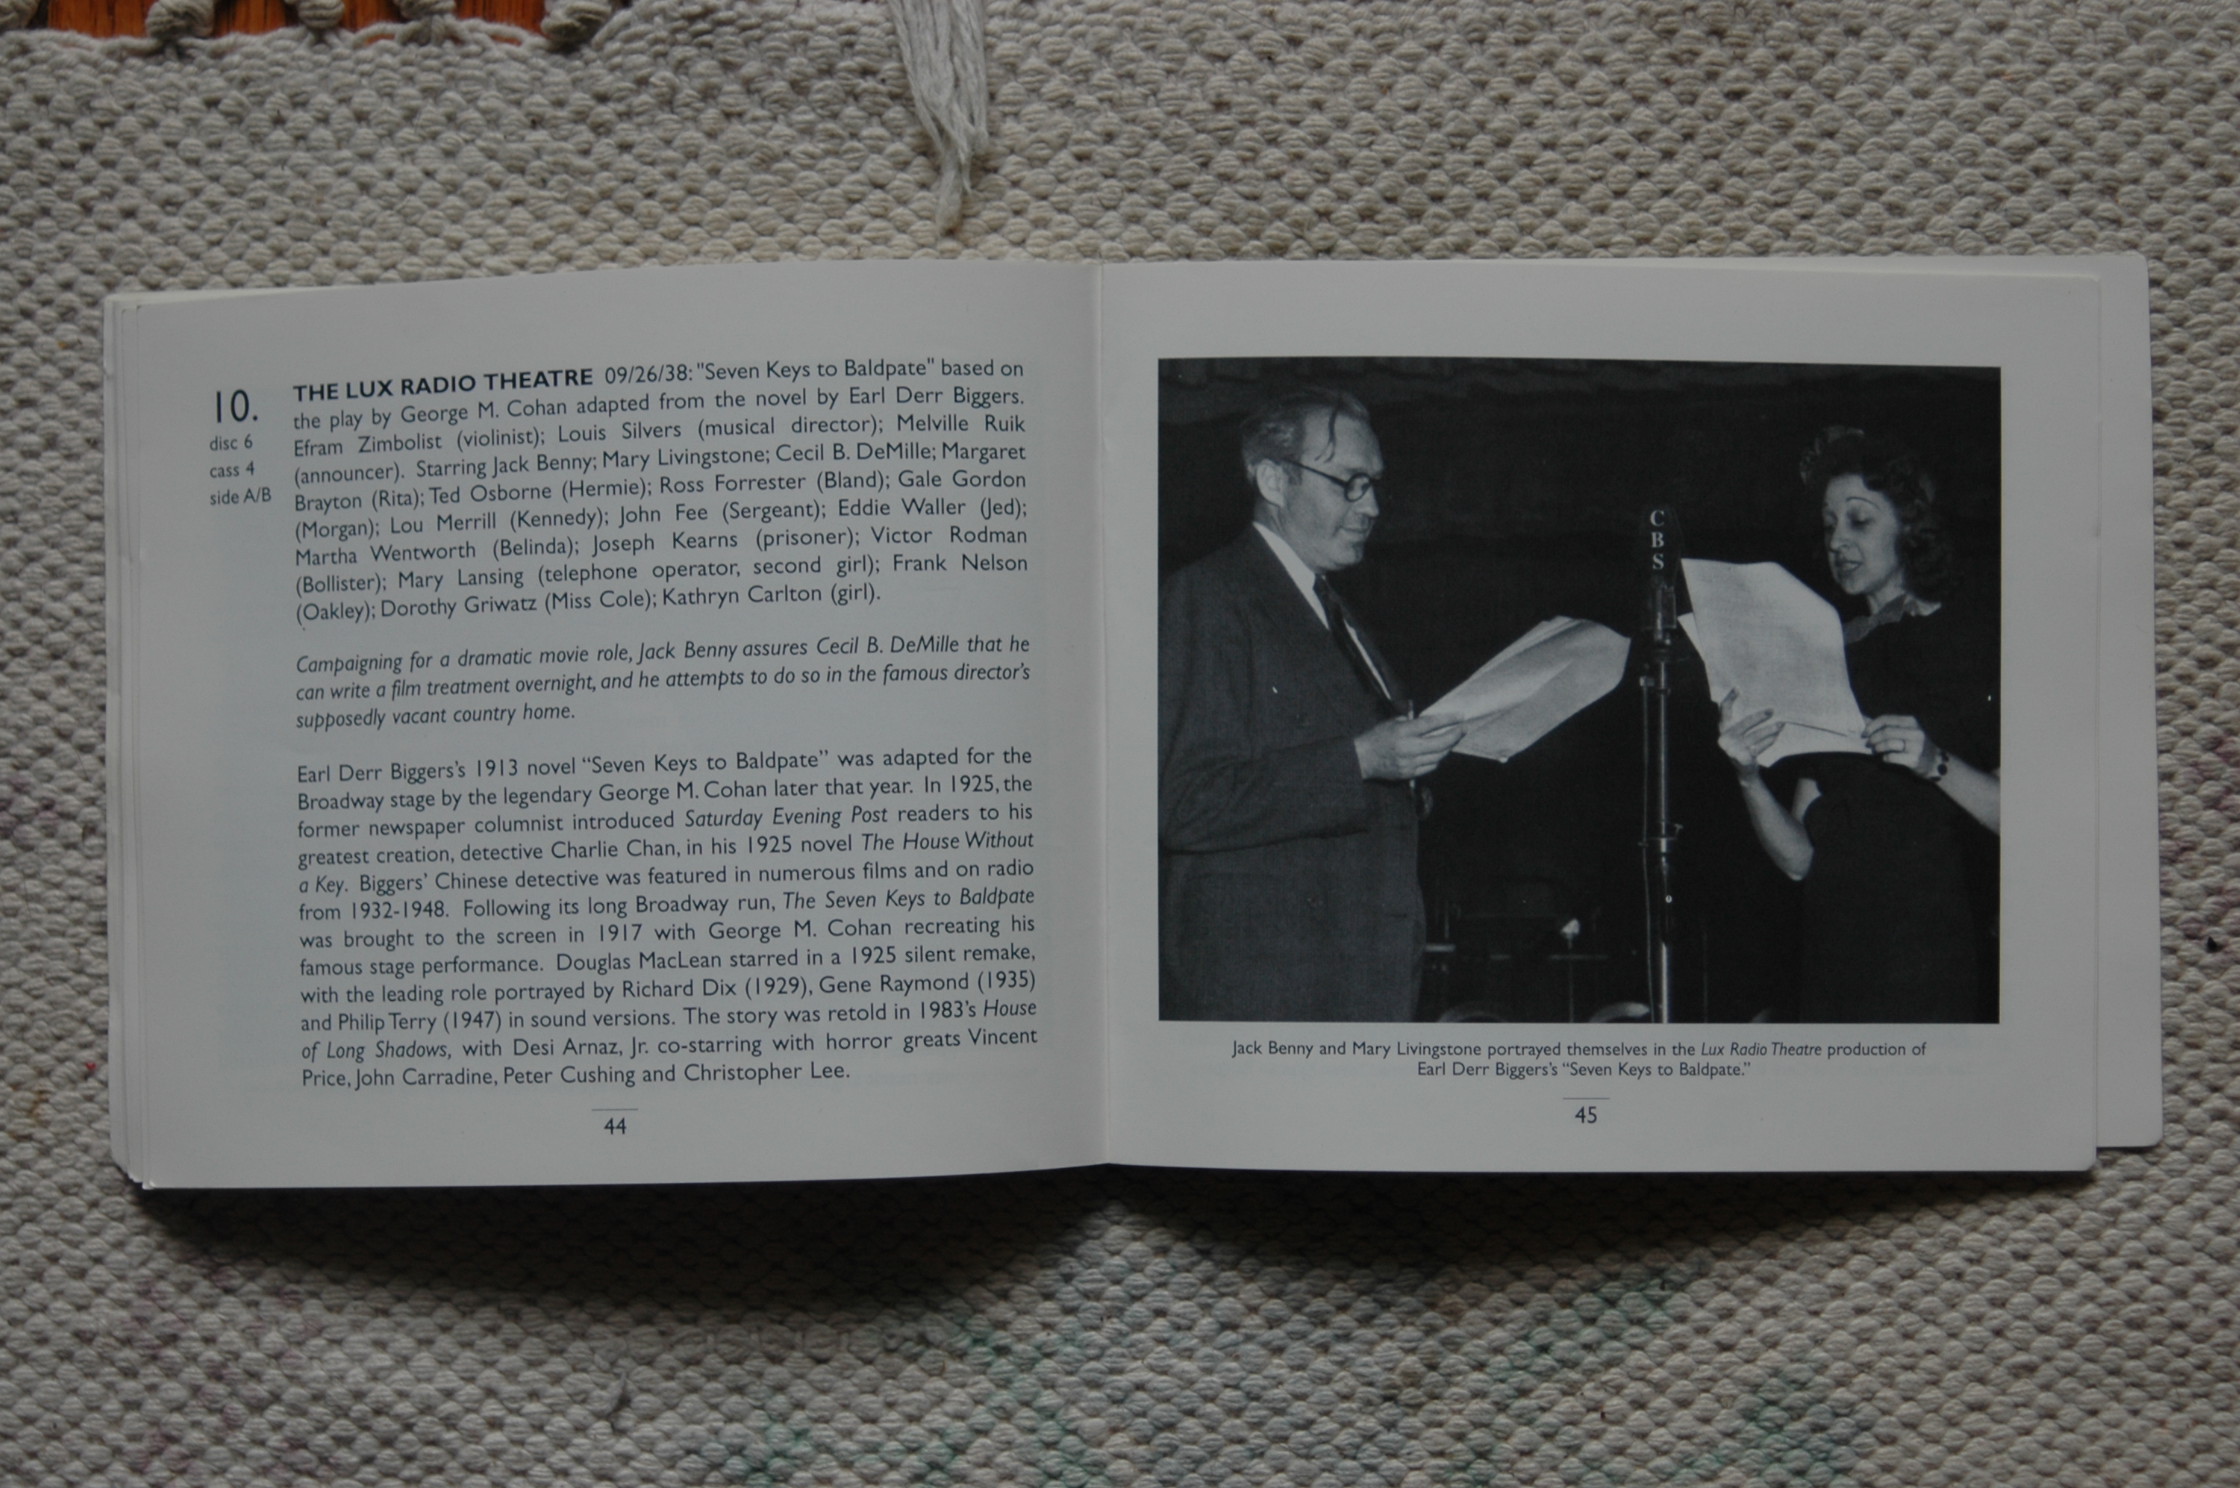 10.
disc 6
cass 4
side A/B
THE LUX RADIO THEATRE 09/26/38: "Seven Keys to Baldpate" based on
the play by George M. Cohan adapted from the novel by Earl Derr Biggers.
Efram Zimbolist (violinist); Louis Silvers (musical director); Melville Ruik
(announcer). Starring Jack Benny; Mary Livingstone; Cecil B. DeMille; Margaret
Brayton (Rita); Ted Osborne (Hermie); Ross Forrester (Bland); Gale Gordon
(Morgan); Lou Merrill (Kennedy); John Fee (Sergeant); Eddie Waller (Jed);
Martha Wentworth (Belinda); Joseph Kearns (prisoner); Victor Rodman
(Bollister); Mary Lansing (telephone operator, second girl); Frank Nelson
(Oakley); Dorothy Griwatz (Miss Cole); Kathryn Carlton (girl).
Campaigning for a dramatic movie role, Jack Benny assures Cecil B. DeMille that he
can write a film treatment overnight, and he attempts to do so in the famous director's
supposedly vacant country home.
Earl Derr Biggers's 1913 novel "Seven Keys to Baldpate" was adapted for the
Broadway stage by the legendary George M. Cohan later that year. In 1925, the
former newspaper columnist introduced Saturday Evening Post readers to his
greatest creation, detective Charlie Chan, in his 1925 novel The House Without
a Key. Biggers' Chinese detective was featured in numerous films and on radio
from 1932-1948. Following its long Broadway run, The Seven Keys to Baldpate
was brought to the screen in 1917 with George M. Cohan recreating his
famous stage performance. Douglas MacLean starred in a 1925 silent remake,
with the leading role portrayed by Richard Dix (1929), Gene Raymond (1935)
and Philip Terry (1947) in sound versions. The story was retold in 1983's House
of Long Shadows, with Desi Arnaz, Jr. co-starring with horror greats Vincent
Price, John Carradine, Peter Cushing and Christopher Lee.
44
C
B
S
Jack Benny and Mary Livingstone portrayed themselves in the Lux Radio Theatre production of
Earl Derr Biggers's "Seven Keys to Baldpate."
45